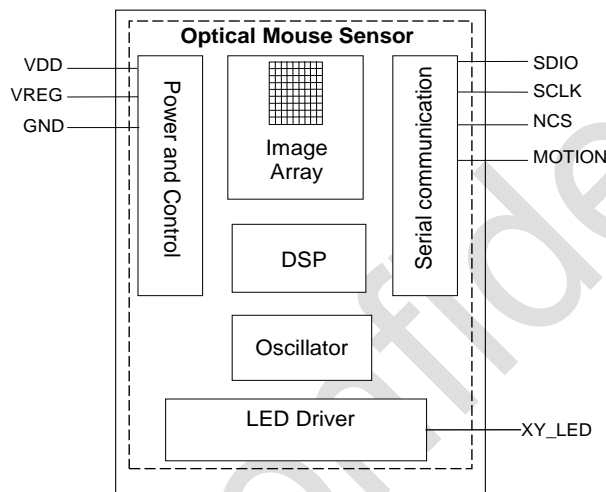 Optical Mouse Sensor
VDD
VREG
GND
Power and Control
Image
Array
Serial communication
SDIO
SCLK
NCS
MOTION
DSP
Oscillator
LED Driver
XY_LED